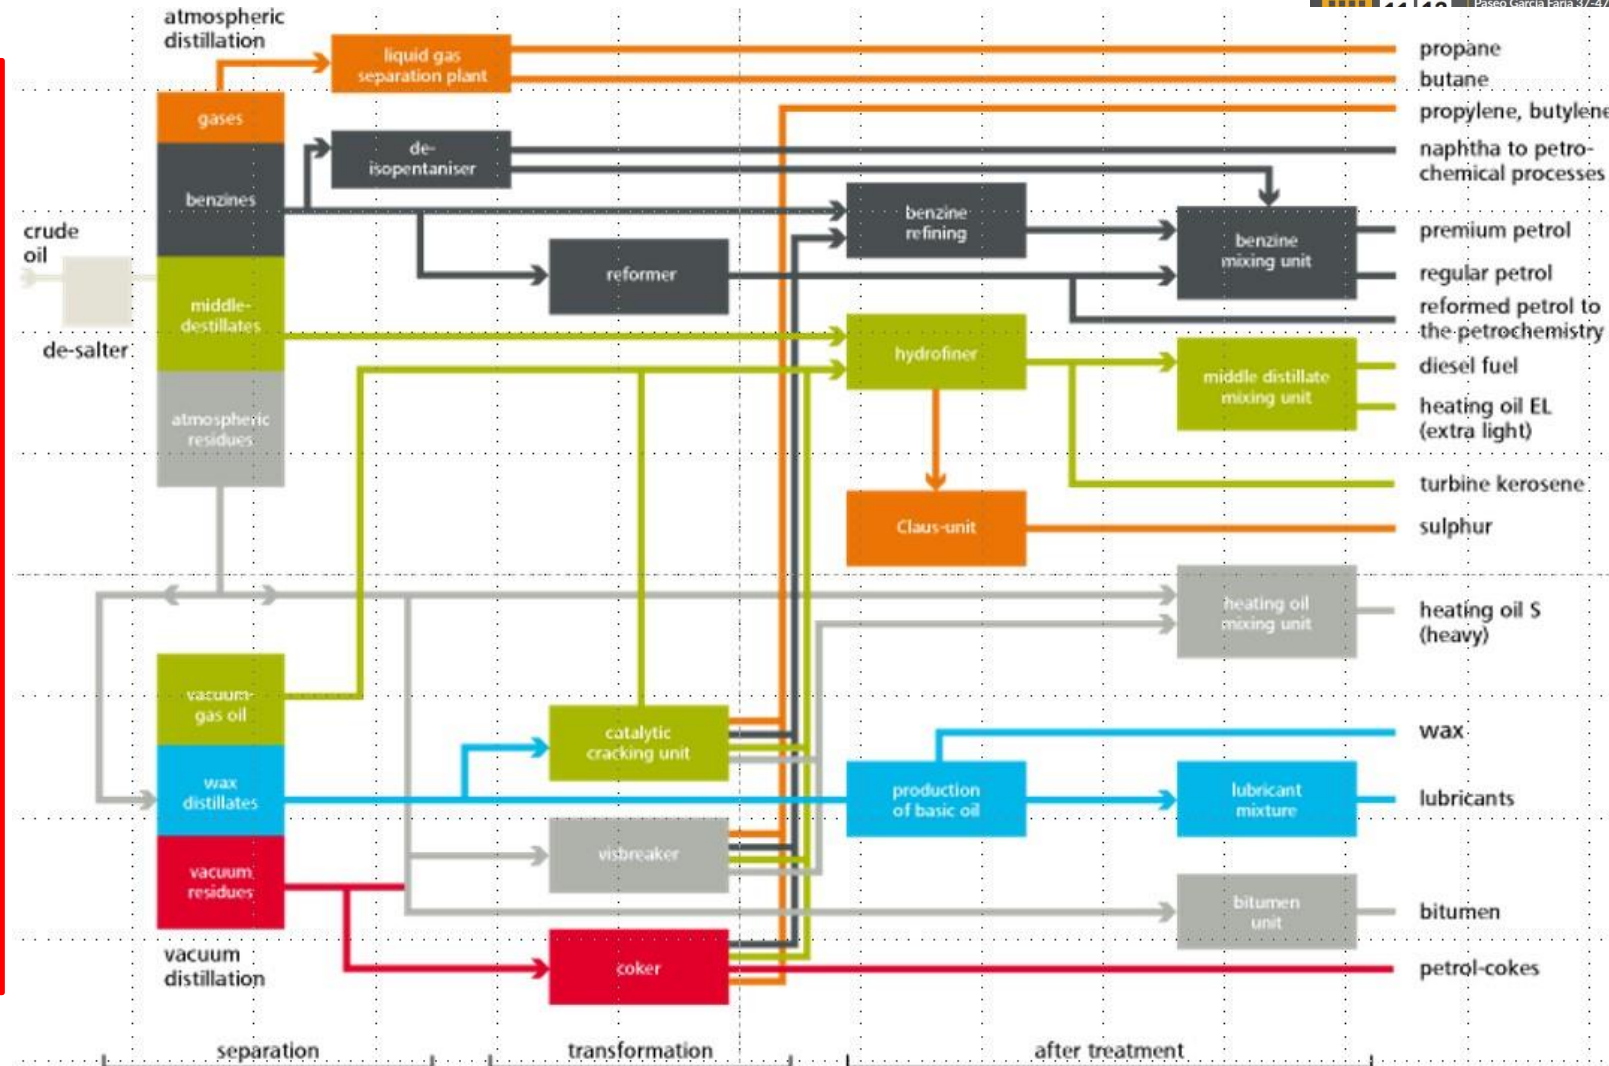 Paseo García Faria 37-47
atmospheric
distillation
liquid gas
separation plant
propane
butane
gases
propylene, butylene
de-
isopentaniser
naphtha to petro-
chemical processes
benzines
benzine
refining
premium petrol
crude
oil
benzine
mixing unit
reformer
regular petrol
middle-
destillates
reformed petrol to
the petrochemistry
de-salter
hydrofiner
diesel fuel
middle distillate
mixing unit
heating oil EL
(extra light)
atmospheric
residues
turbine kerosene
Claus-unit
sulphur
heating oil
mixing unit
heating oil S
(heavy)
vacuum-
gas oil
catalytic
cracking unit
wax
wax
distillates
production
of basic oil
lubricant
mixture
lubricants
visbreaker
vacuum
residues
bitumen
unit
bitumen
vacuum
distillation
coker
petrol-cokes
separation
transformation
after treatment